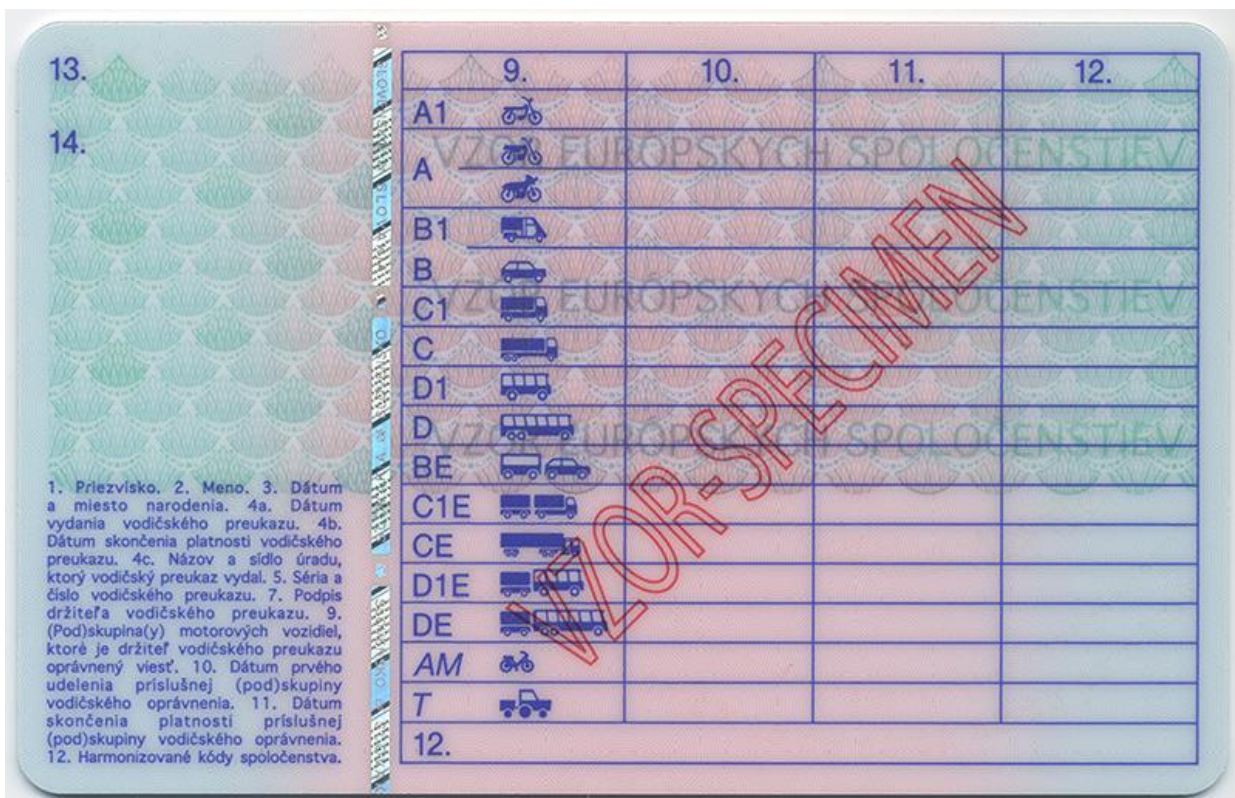 13.
14.
1. Priezvisko. 2. Meno. 3. Dátum
a miesto narodenia. 4a. Dátum
vydania vodičského preukazu. 4b.
Dátum skončenia platnosti vodičského
preukazu. 4c. Názov a sídlo úradu,
ktorý vodičský preukaz vydal. 5. Séria a
číslo vodičského preukazu. 7. Podpis
držiteľa vodičského preukazu. 9.
(Pod)skupina(y) motorových vozidiel,
ktoré je držiteľ vodičského preukazu
oprávnený viesť. 10. Dátum prvého
udelenia príslušnej (pod)skupiny
vodičského oprávnenia. 11. Dátum
skončenia platnosti príslušnej
(pod)skupiny vodičského oprávnenia.
12. Harmonizované kódy spoločenstva.
9. 10. 11. 12.
A1
VZOR EURÓPSKYCH SPOLOČENSTIEV
A
B1
B
VZOR EURÓPSKYCH SPOLOČENSTIEV
C1
C
D1
D
VZOR EURÓPSKYCH SPOLOČENSTIEV
BE
C1E
CE
D1E
DE
AM
T
12.
VZOR-SPECIMEN